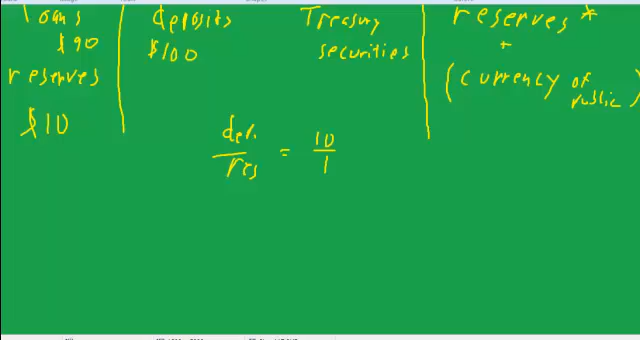 loans
$90
reserves
$10
deposits
$100
Treasury
securities
reserves *
+
(currency of
public)
dep.
res
=
10
1